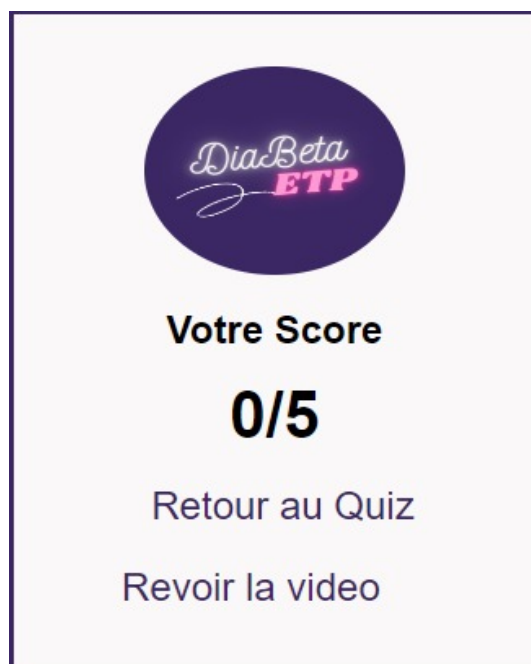 DiaBeta
ETP
Votre Score
0/5
Retour au Quiz
Revoir la video